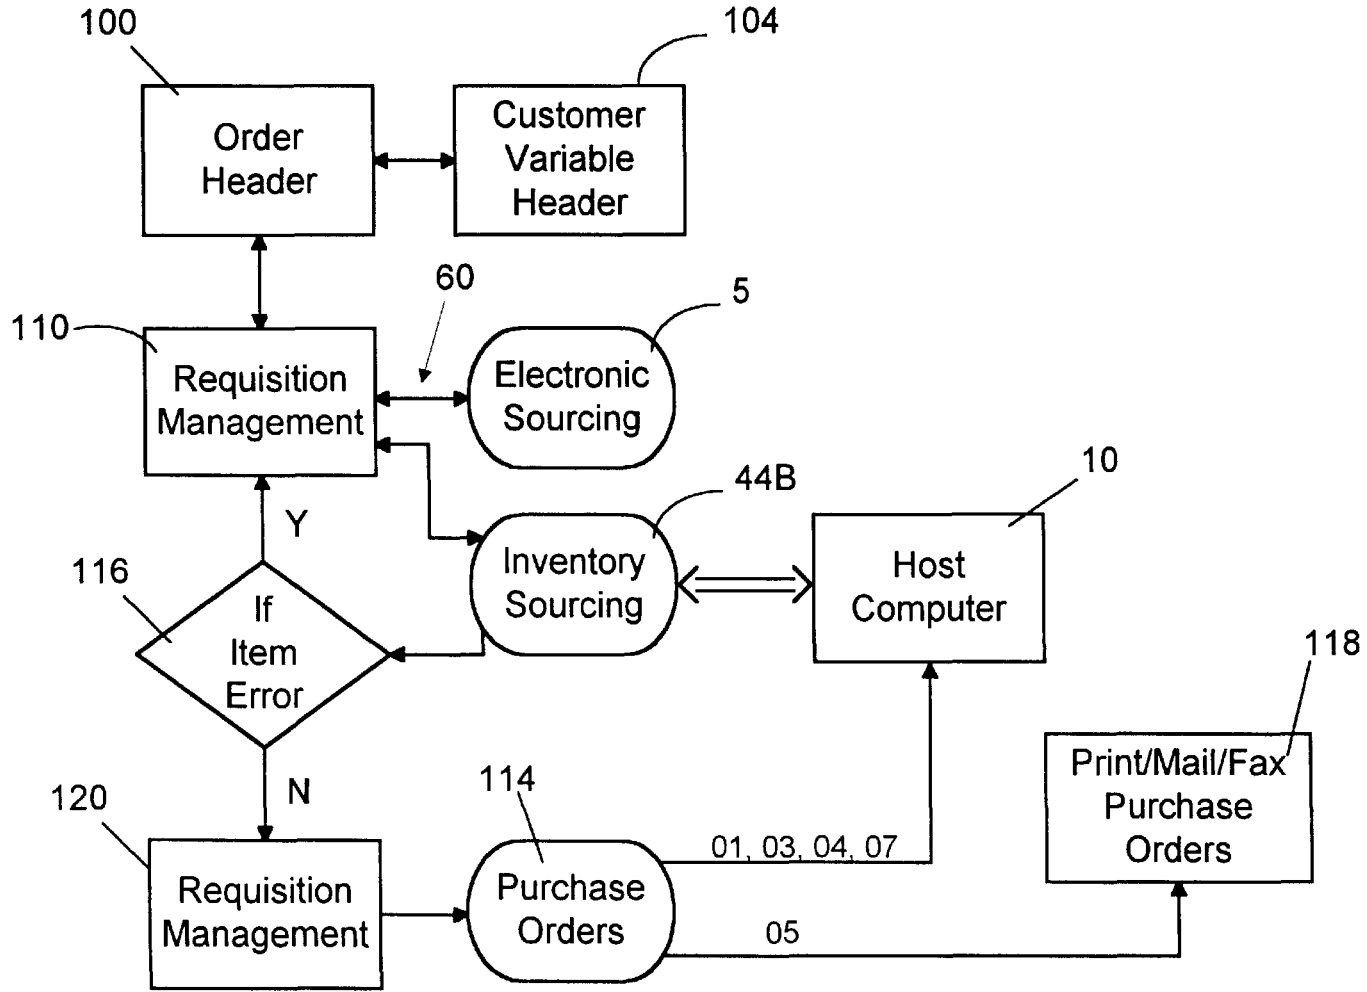 100
104
Order
Header
Customer
Variable
Header
60
5
110
Requisition
Management
Electronic
Sourcing
44B
10
Y
Inventory
Sourcing
Host
Computer
116
If
Item
Error
118
N
114
120
Print/Mail/Fax
Purchase
Orders
01, 03, 04, 07
Requisition
Management
Purchase
Orders
05